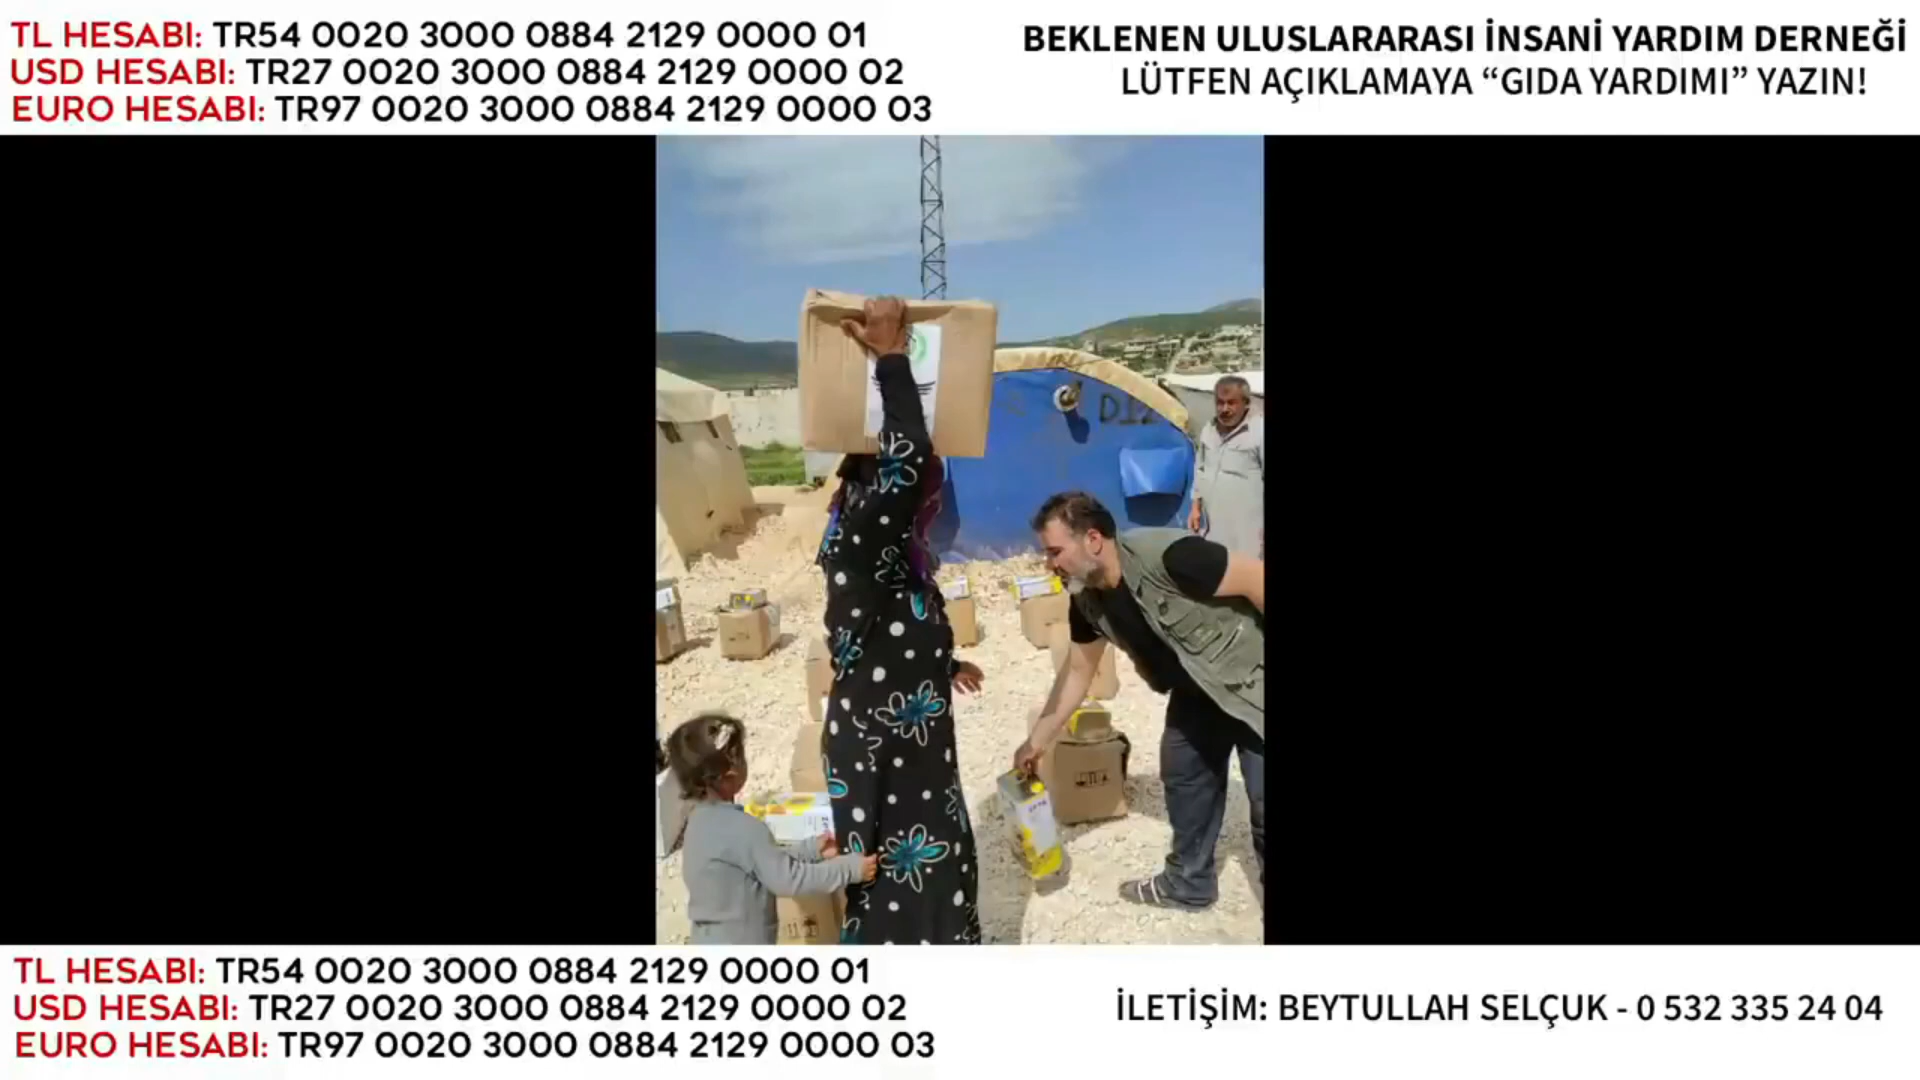 TL HESABI: TR54 0020 3000 0884 2129 0000 01
USD HESABI: TR27 0020 3000 0884 2129 0000 02
EURO HESABI: TR97 0020 3000 0884 2129 0000 03
BEKLENEN ULUSLARARASI İNSANİ YARDIM DERNEĞİ
LÜTFEN AÇIKLAMAYA “GIDA YARDIMI” YAZIN!
TL HESABI: TR54 0020 3000 0884 2129 0000 01
USD HESABI: TR27 0020 3000 0884 2129 0000 02
EURO HESABI: TR97 0020 3000 0884 2129 0000 03
İLETİŞİM: BEYTULLAH SELÇUK - 0 532 335 24 04